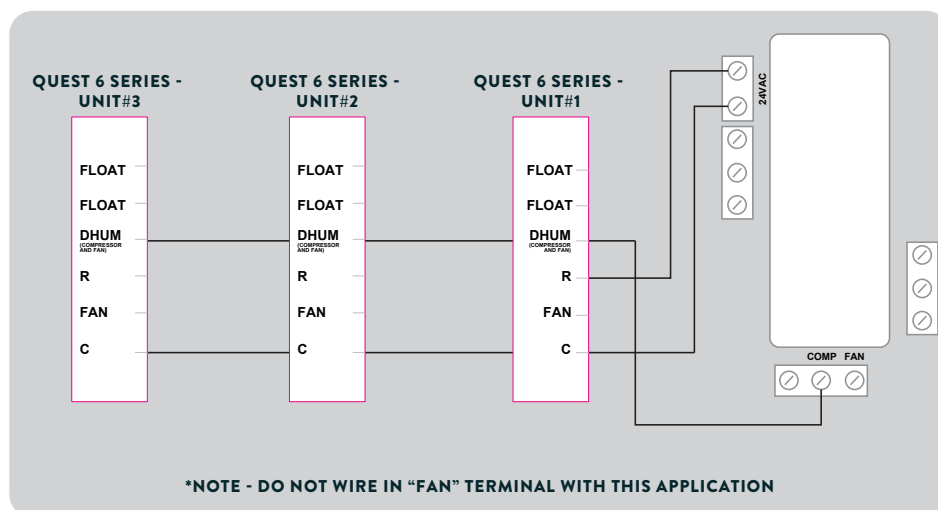 QUEST 6 SERIES -
UNIT#3
QUEST 6 SERIES -
UNIT#2
QUEST 6 SERIES -
UNIT#1
FLOAT
FLOAT
DHUM
(COMPRESSOR
AND FAN)
R
FAN
C
FLOAT
FLOAT
DHUM
(COMPRESSOR
AND FAN)
R
FAN
C
FLOAT
FLOAT
DHUM
(COMPRESSOR
AND FAN)
R
FAN
C
24VAC
COMP FAN
*NOTE - DO NOT WIRE IN “FAN” TERMINAL WITH THIS APPLICATION